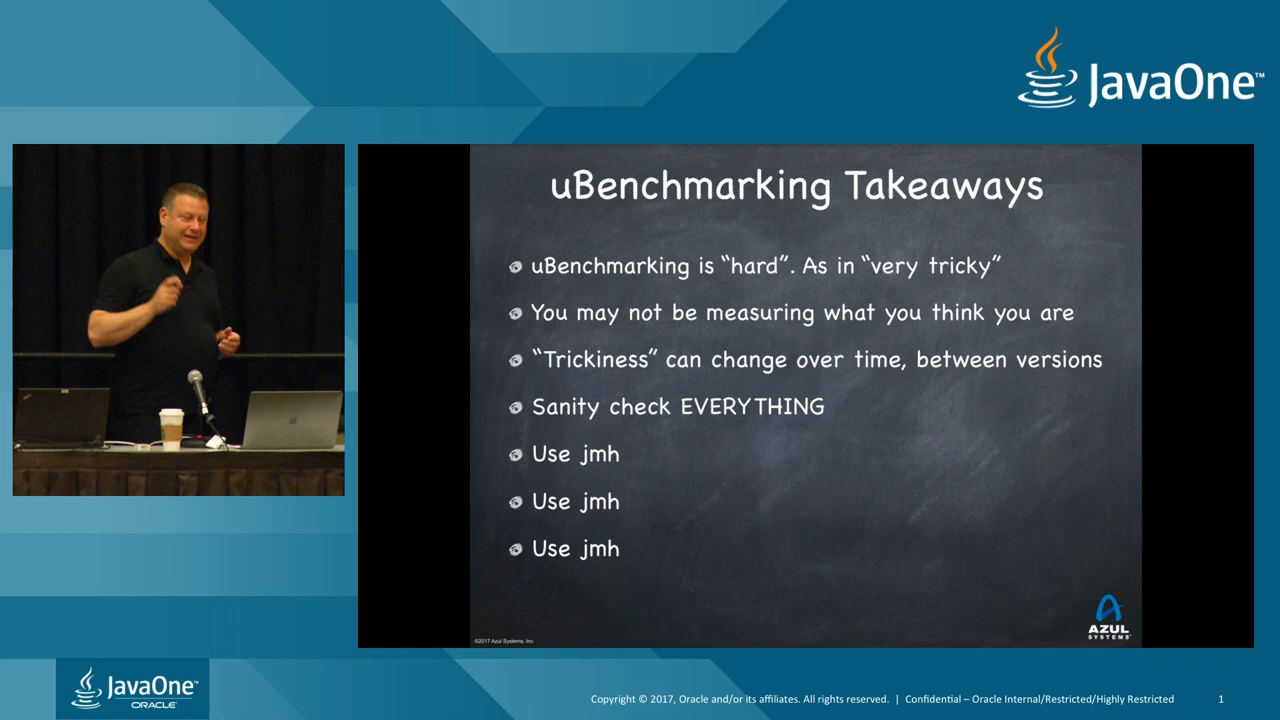 JavaOne™
uBenchmarking Takeaways
uBenchmarking is “hard”. As in “very tricky”
You may not be measuring what you think you are
“Trickiness” can change over time, between versions
Sanity check EVERYTHING
Use jmh
Use jmh
Use jmh
AZUL
SYSTEMS
©2017 Azul Systems, Inc.
JavaOne™
ORACLE
Copyright © 2017, Oracle and/or its affiliates. All rights reserved. | Confidential – Oracle Internal/Restricted/Highly Restricted 1